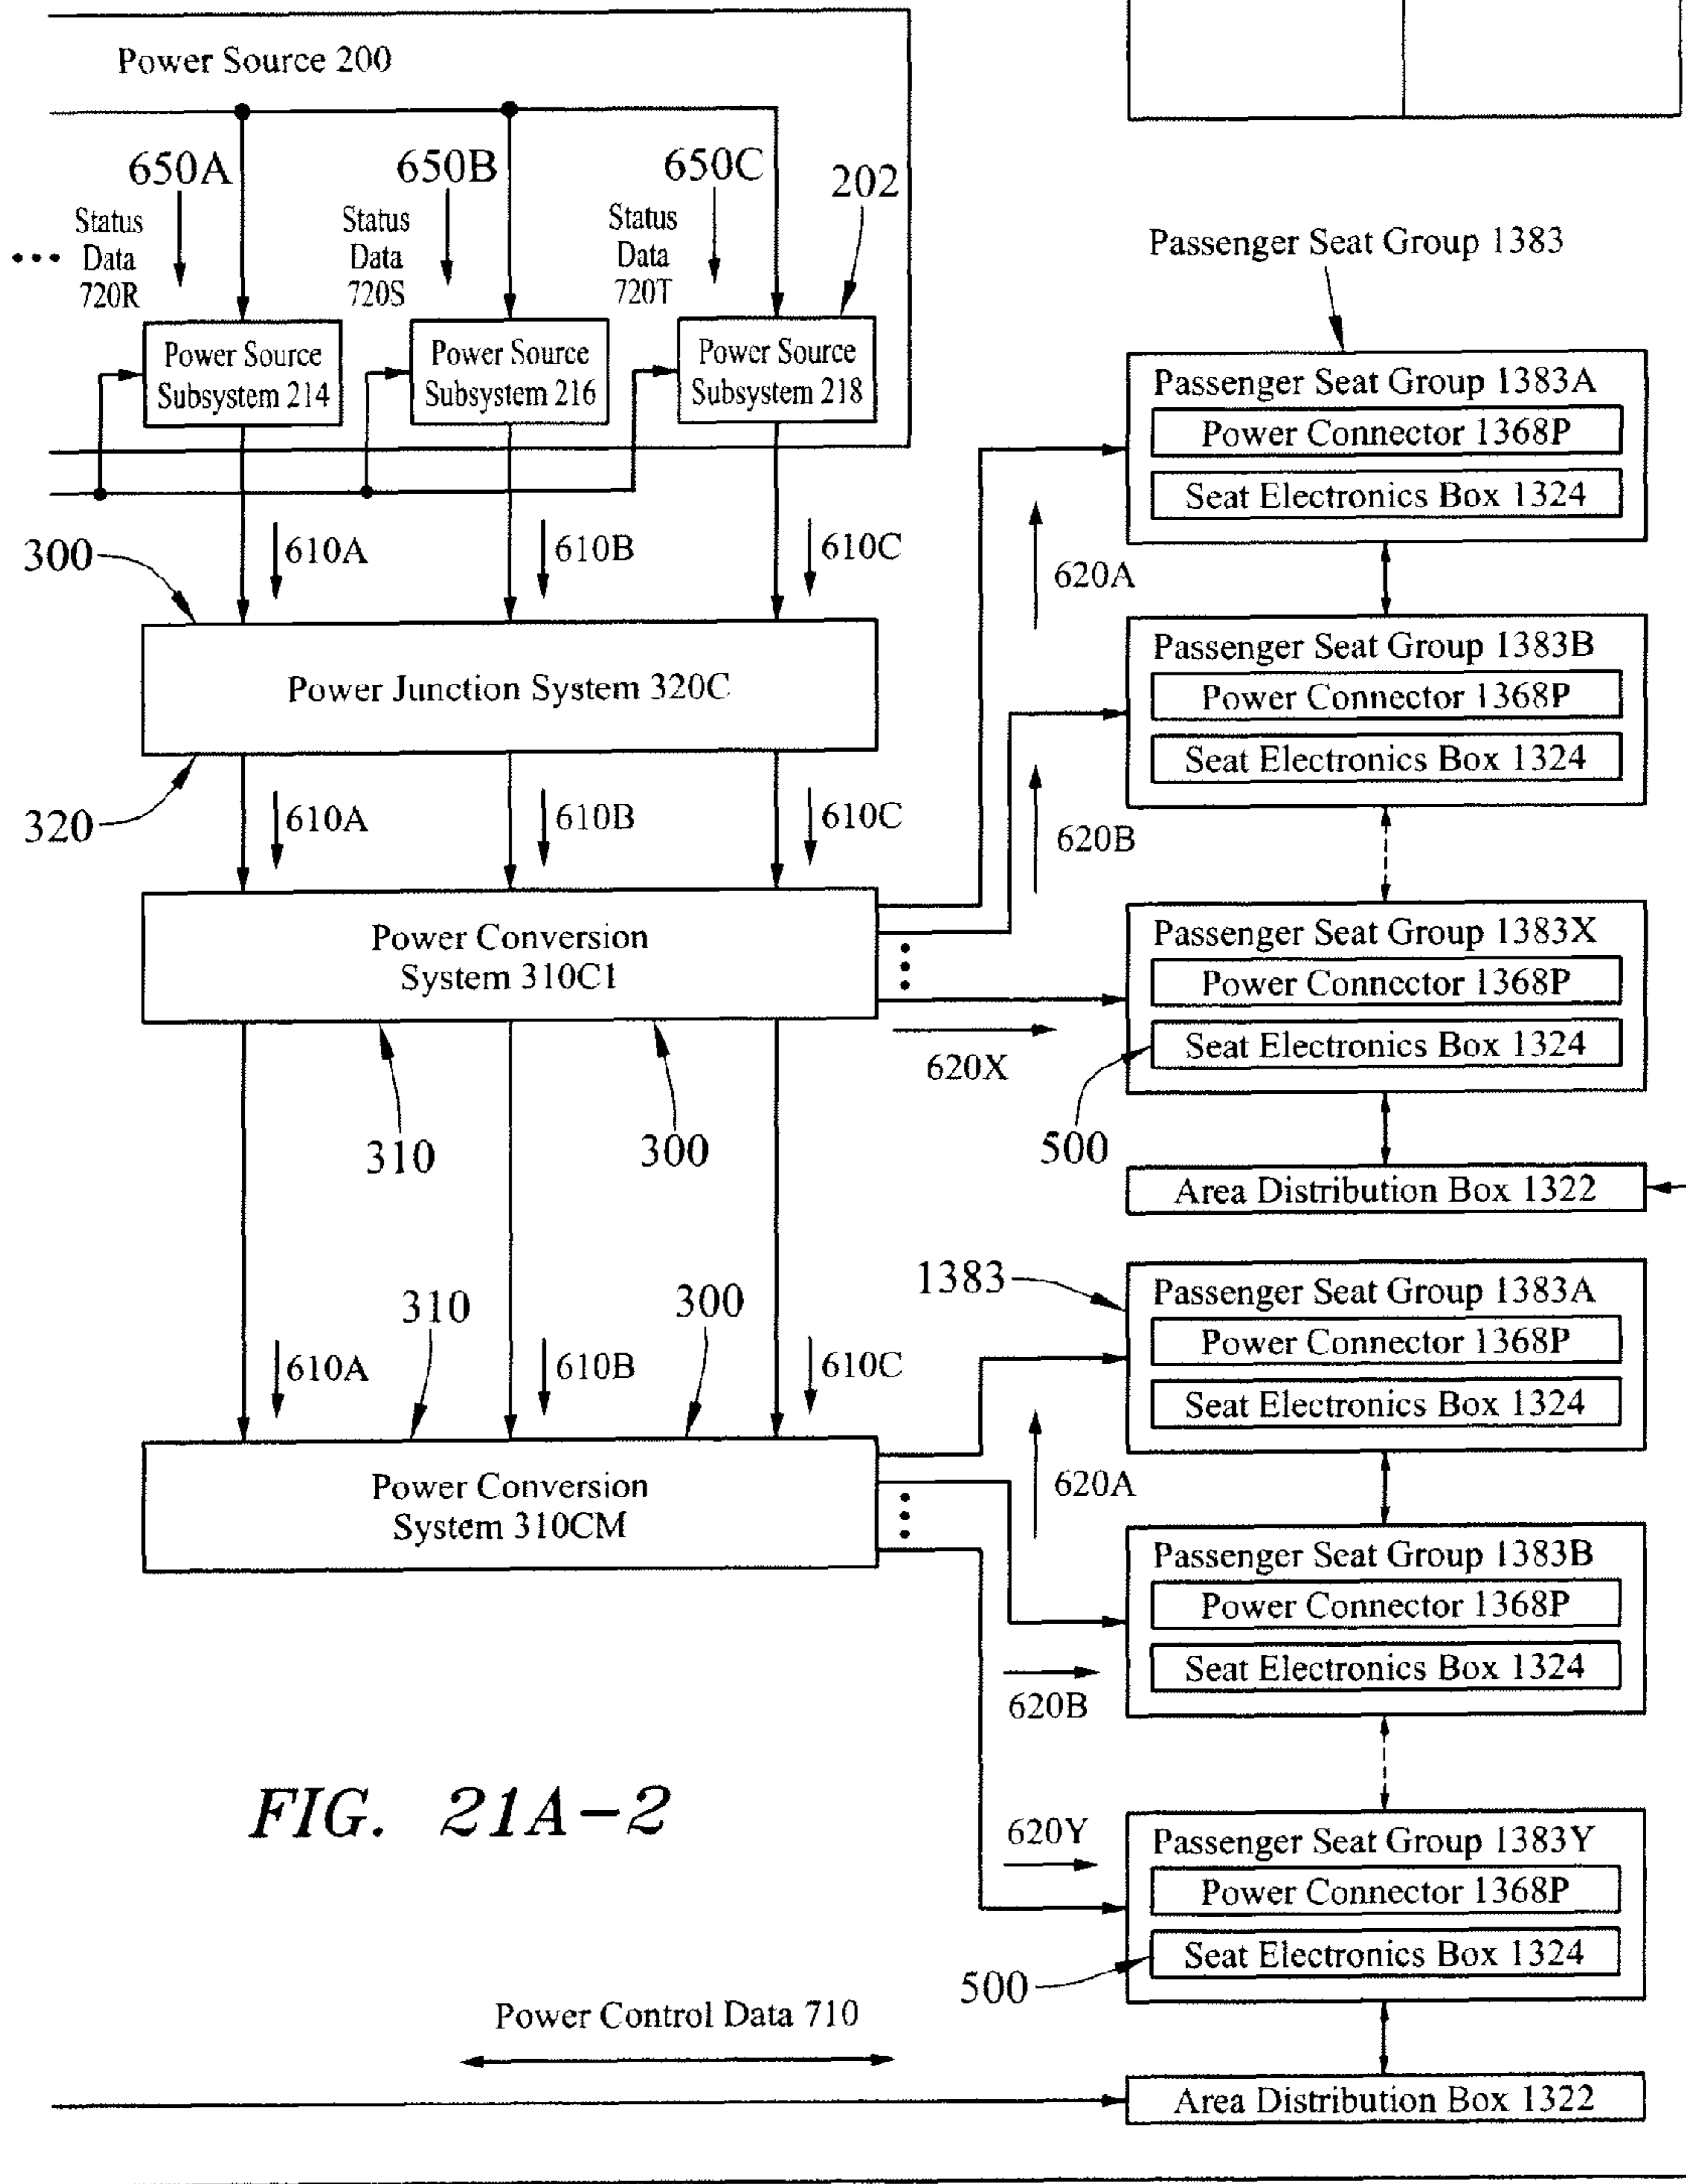 Power Source 200
650A
650B
650C
202
Status
Data
720R
Status
Data
720S
Status
Data
720T
Power Source
Subsystem 214
Power Source
Subsystem 216
Power Source
Subsystem 218
300
610A
610B
610C
Power Junction System 320C
320
610A
610B
610C
Power Conversion
System 310C1
310
300
310
300
610A
610B
610C
Power Conversion
System 310CM
Passenger Seat Group 1383
Passenger Seat Group 1383A
Power Connector 1368P
Seat Electronics Box 1324
620A
Passenger Seat Group 1383B
Power Connector 1368P
Seat Electronics Box 1324
620B
Passenger Seat Group 1383X
Power Connector 1368P
Seat Electronics Box 1324
620X
500
Area Distribution Box 1322
1383
Passenger Seat Group 1383A
Power Connector 1368P
Seat Electronics Box 1324
620A
Passenger Seat Group 1383B
Power Connector 1368P
Seat Electronics Box 1324
620B
620Y
Passenger Seat Group 1383Y
Power Connector 1368P
Seat Electronics Box 1324
500
Area Distribution Box 1322
FIG. 21A-2
Power Control Data 710